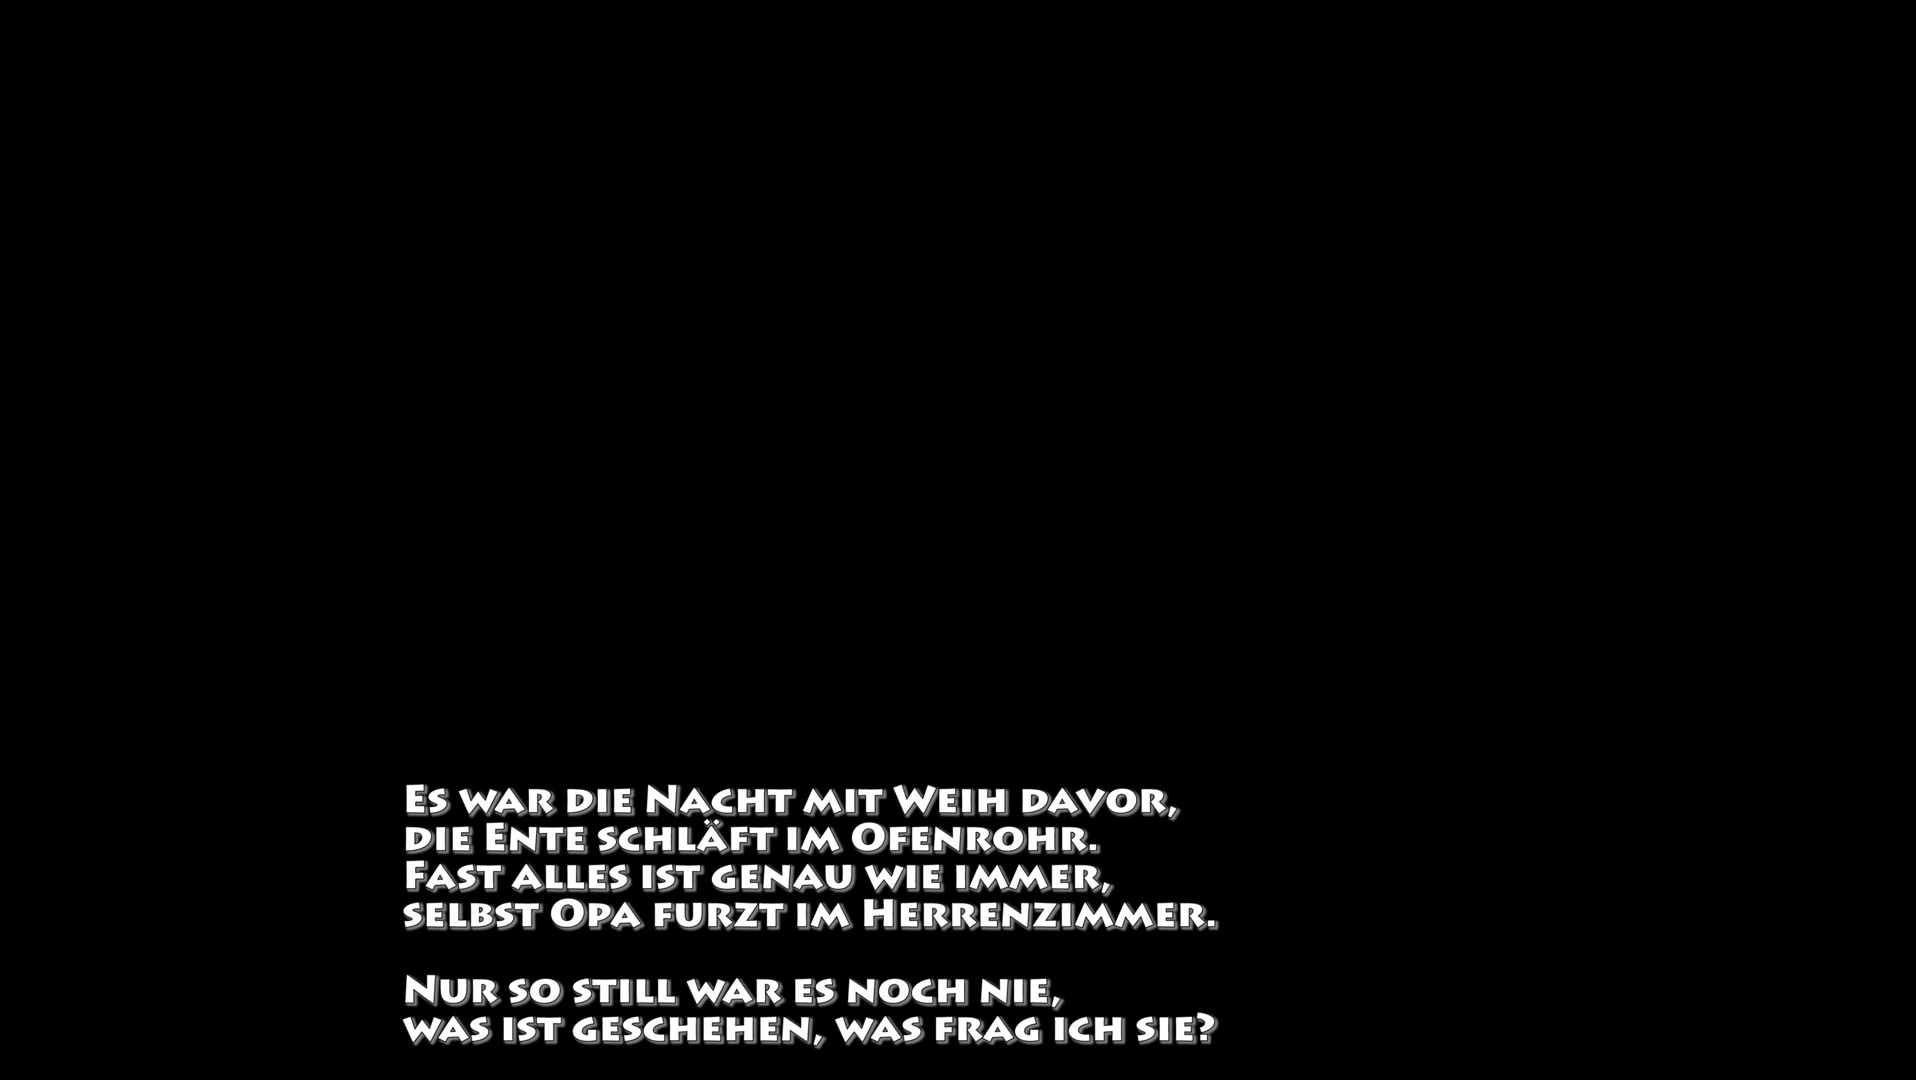 Es war die Nacht mit Weih davor,
die Ente schläft im Ofenrohr.
Fast alles ist genau wie immer,
selbst Opa furzt im Herrenzimmer.

Nur so still war es noch nie,
was ist geschehen, was frag ich sie?